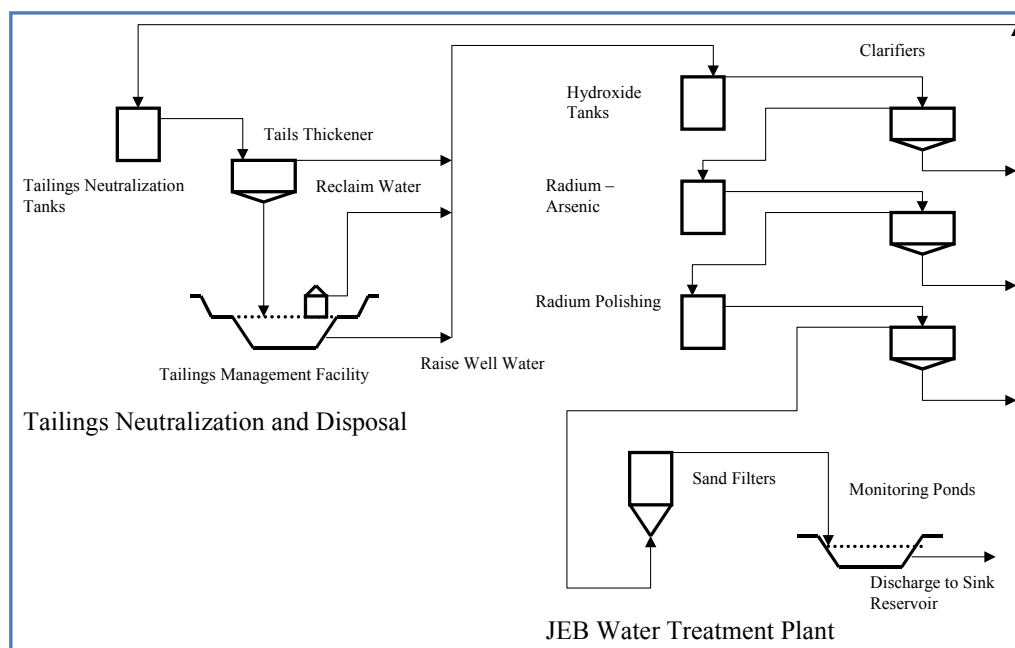 Clarifiers
Hydroxide
Tanks
Tails Thickener
Tailings Neutralization
Tanks
Reclaim Water
Radium –
Arsenic
Radium Polishing
Tailings Management Facility
Raise Well Water
Tailings Neutralization and Disposal
Sand Filters
Monitoring Ponds
Discharge to Sink
Reservoir
JEB Water Treatment Plant